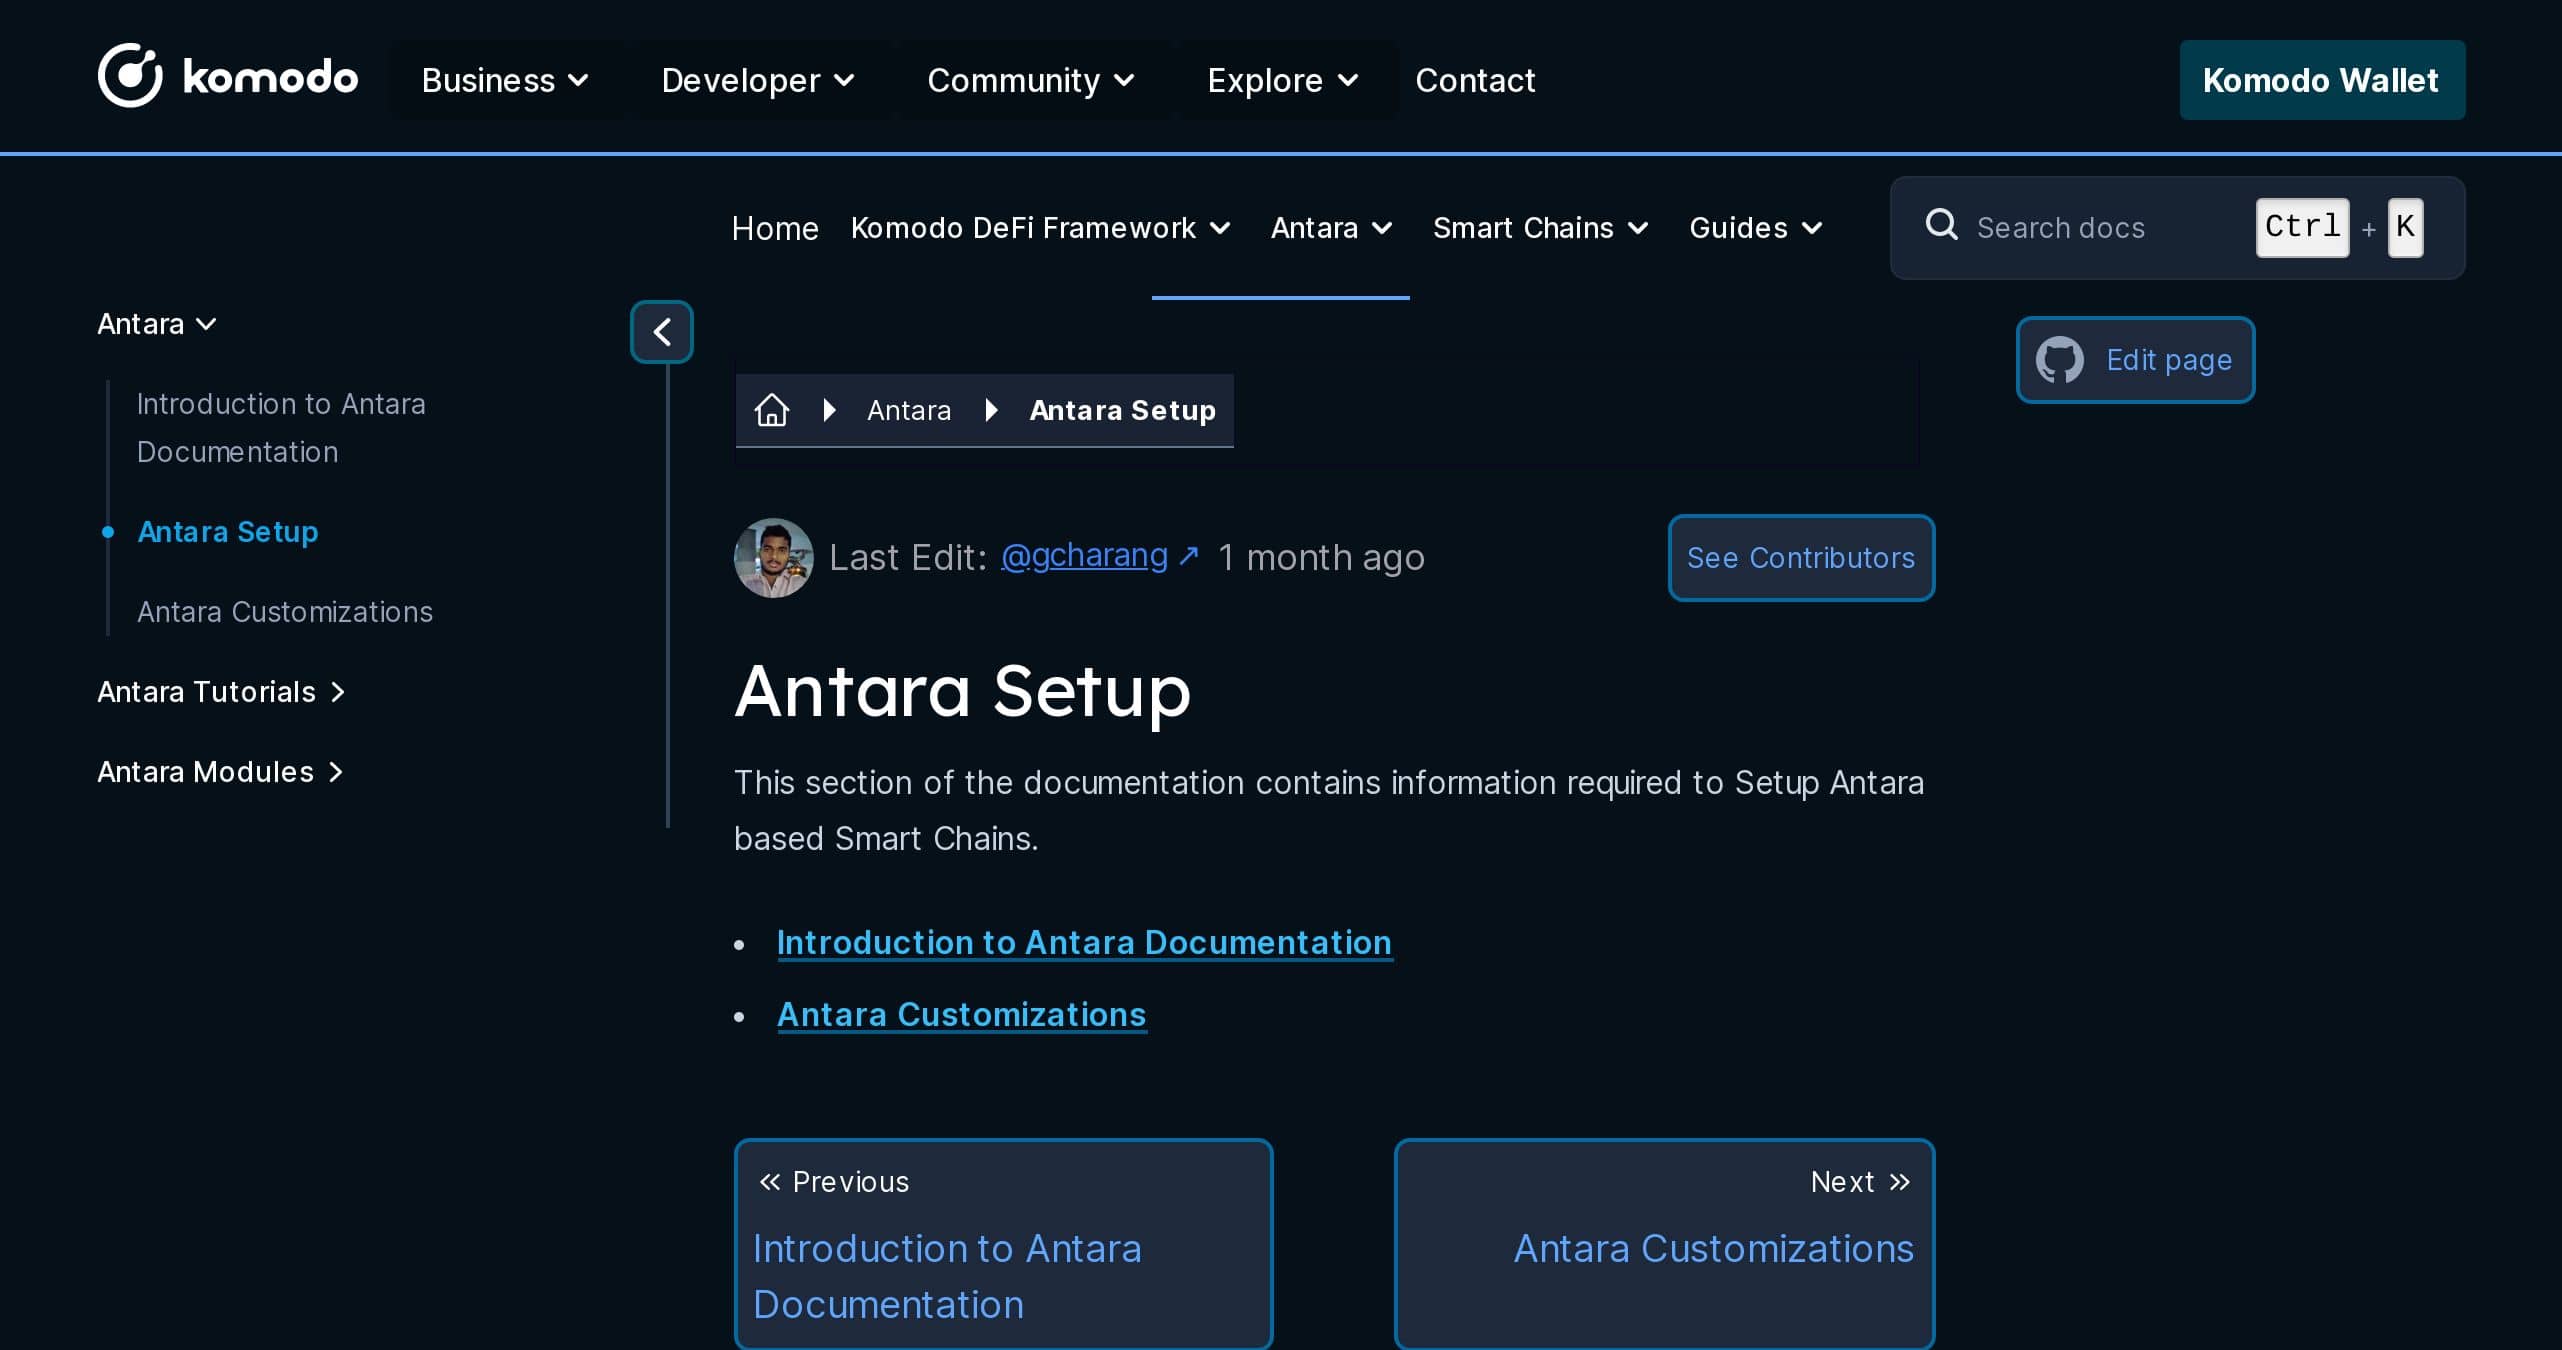 komodo
Business
Developer
Community
Explore
Contact
Komodo Wallet
Home
Komodo DeFi Framework
Antara
Smart Chains
Guides
Search docs
Ctrl + K
Antara
Introduction to Antara
Documentation
Antara Setup
Antara Customizations
Antara Tutorials
Antara Modules
Edit page
Antara
Antara Setup
Last Edit: @gcharang ↗ 1 month ago
See Contributors
Antara Setup
This section of the documentation contains information required to Setup Antara
based Smart Chains.
• Introduction to Antara Documentation
• Antara Customizations
« Previous
Introduction to Antara
Documentation
Next »
Antara Customizations